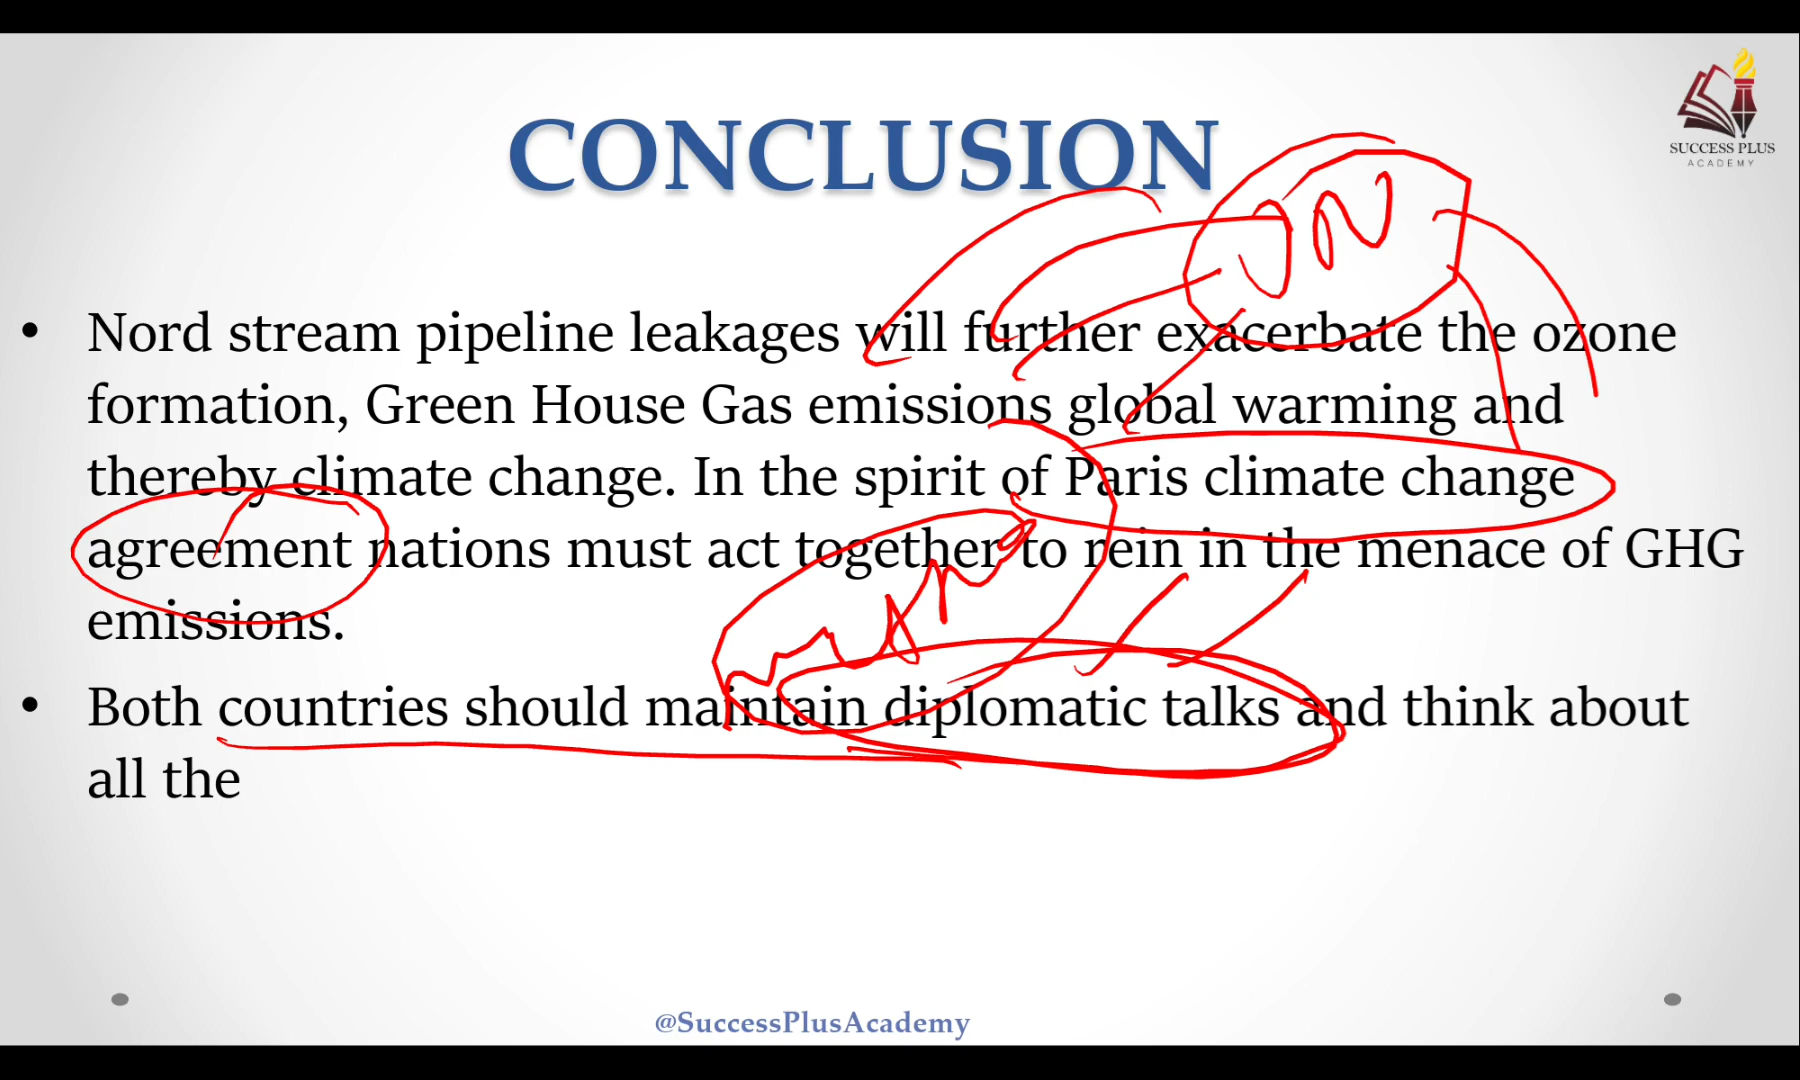 SUCCESS PLUS
ACADEMY
CONCLUSION
UN
• Nord stream pipeline leakages will further exacerbate the ozone
formation, Green House Gas emissions global warming and
thereby climate change. In the spirit of Paris climate change
agreement nations must act together to rein in the menace of GHG
emissions.
• Both countries should maintain diplomatic talks and think about
all the
@SuccessPlusAcademy